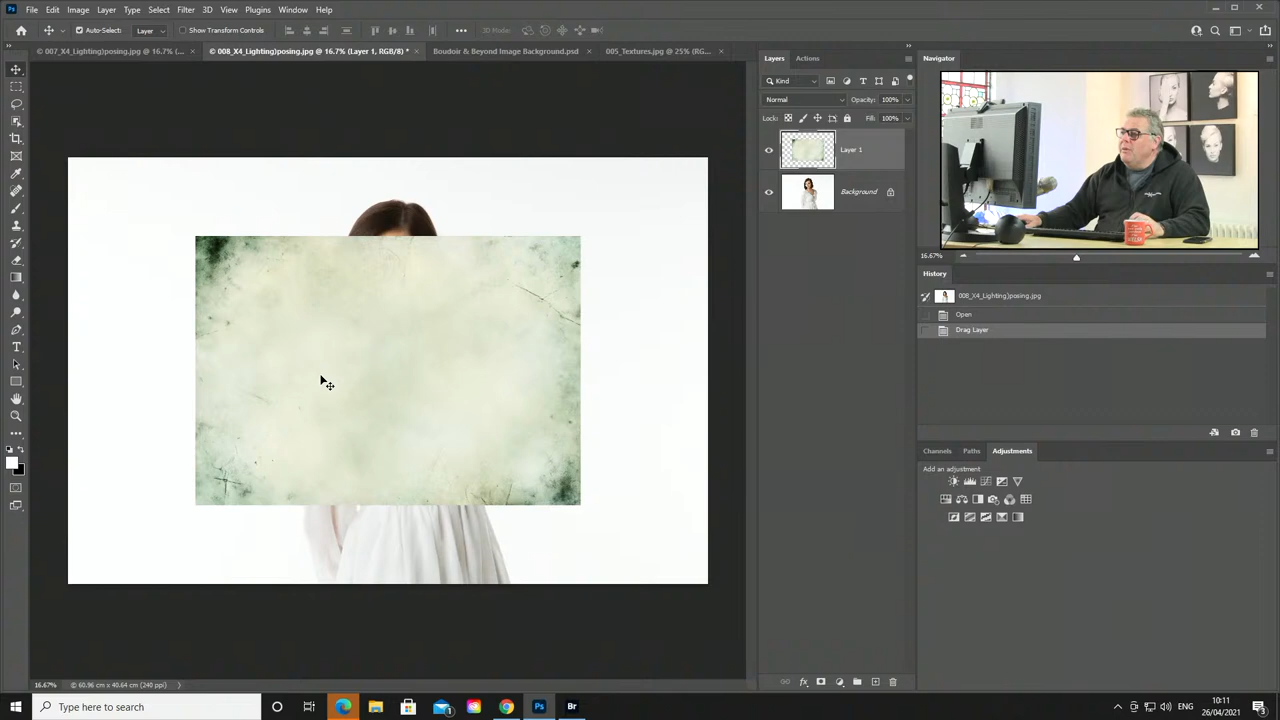 File Edit Image Layer Type Select Filter 3D View Plugins Window Help
Auto-Select: Layer Show Transform Controls 3D Mode:
© 007_X4_Lighting)posing.jpg @ 16.7% (... × © 008_X4_Lighting)posing.jpg @ 16.7% (Layer 1, RGB/8) * × Boudoir & Beyond Image Background.psd × 005_Textures.jpg @ 25% (RG... ×
Layers Actions
Kind
Normal Opacity: 100%
Lock: Fill: 100%
Layer 1
Background
Navigator
16.67%
History
008_X4_Lighting)posing.jpg
Open
Drag Layer
Channels Paths Adjustments
Add an adjustment
16.67% © 60.96 cm x 40.64 cm (240 ppi)
Type here to search
Ps
Br
ENG
10:11
26/04/2021